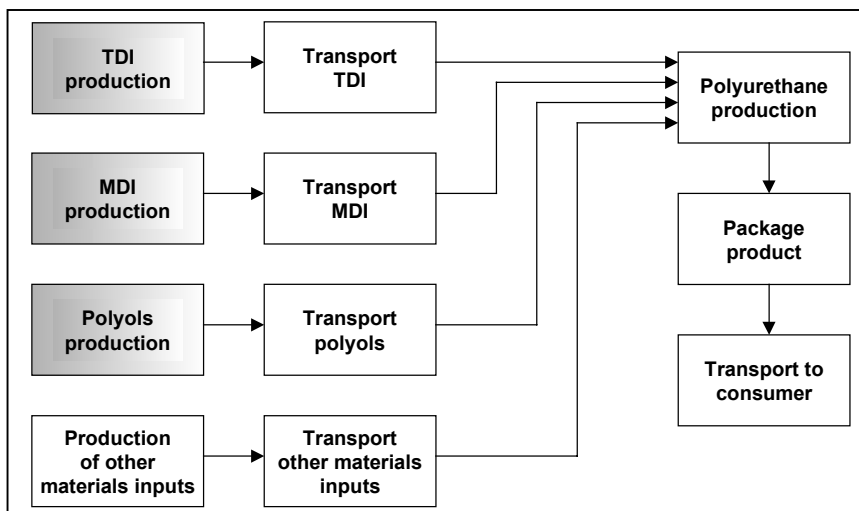 TDI
production
Transport
TDI
Polyurethane
production
MDI
production
Transport
MDI
Package
product
Polyols
production
Transport
polyols
Transport to
consumer
Production
of other
materials inputs
Transport
other materials
inputs